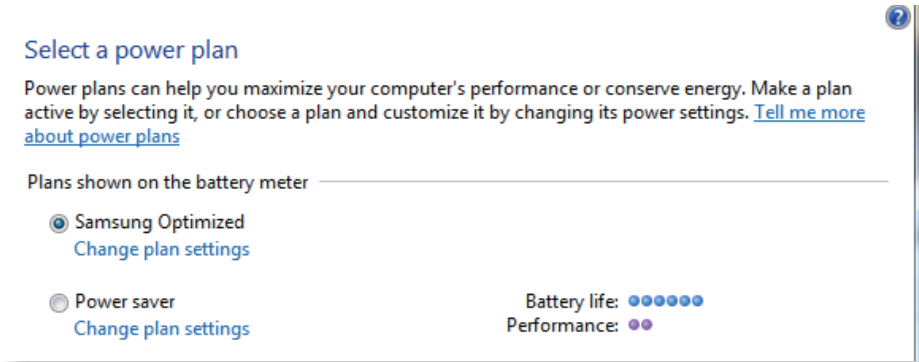 ?
Select a power plan
Power plans can help you maximize your computer's performance or conserve energy. Make a plan
active by selecting it, or choose a plan and customize it by changing its power settings. Tell me more
about power plans
Plans shown on the battery meter
Samsung Optimized
Change plan settings
Power saver Battery life:
Change plan settings Performance: